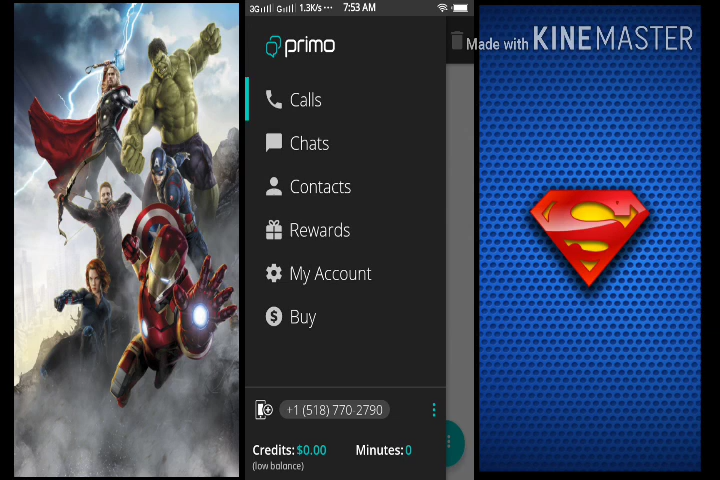 3G G 1.3K/s ··· 7:53 AM
primo
Made with KINEMASTER
Calls
Chats
Contacts
Rewards
My Account
$ Buy
+1 (518) 770-2790
Credits: $0.00 Minutes: 0
(low balance)